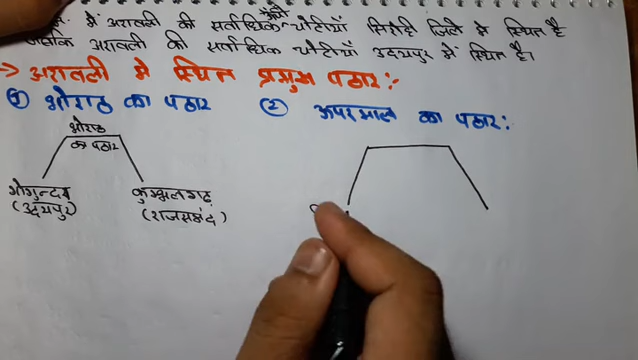 में अरावली की सर्वाधिक ऊँची चोटीयाँ सिरोही जिले मे स्थित है
जबकि अरावली की सर्वाधिक चोटीयाँ उदयपुर में स्थित है।
→ अरावली मे स्थित प्रमुख पठार:-
① भोराठ का पठार
② ऊपरमाल का पठार:
भोराठ
का पठार
गोगुन्दा
(उदयपुर)
कुम्भलगढ़
(राजसमंद)